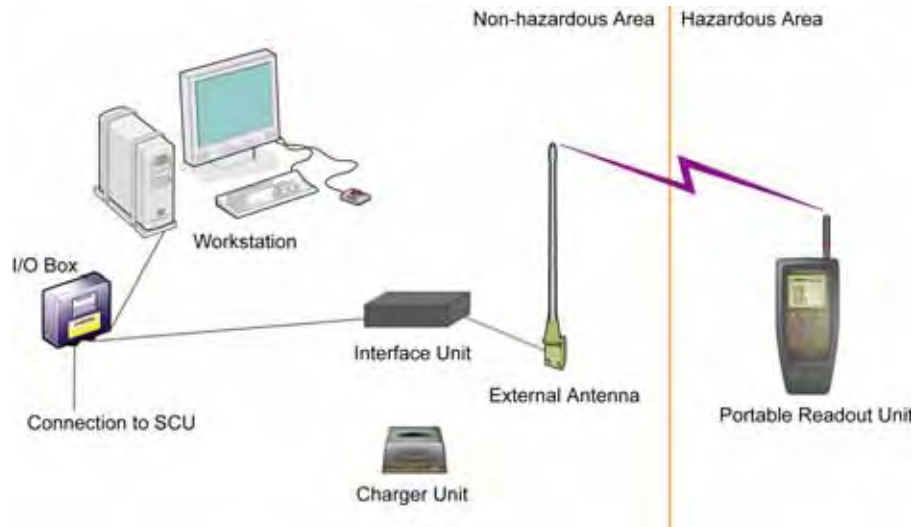 Non-hazardous Area
Hazardous Area
Workstation
I/O Box
Interface Unit
External Antenna
Portable Readout Unit
Connection to SCU
Charger Unit